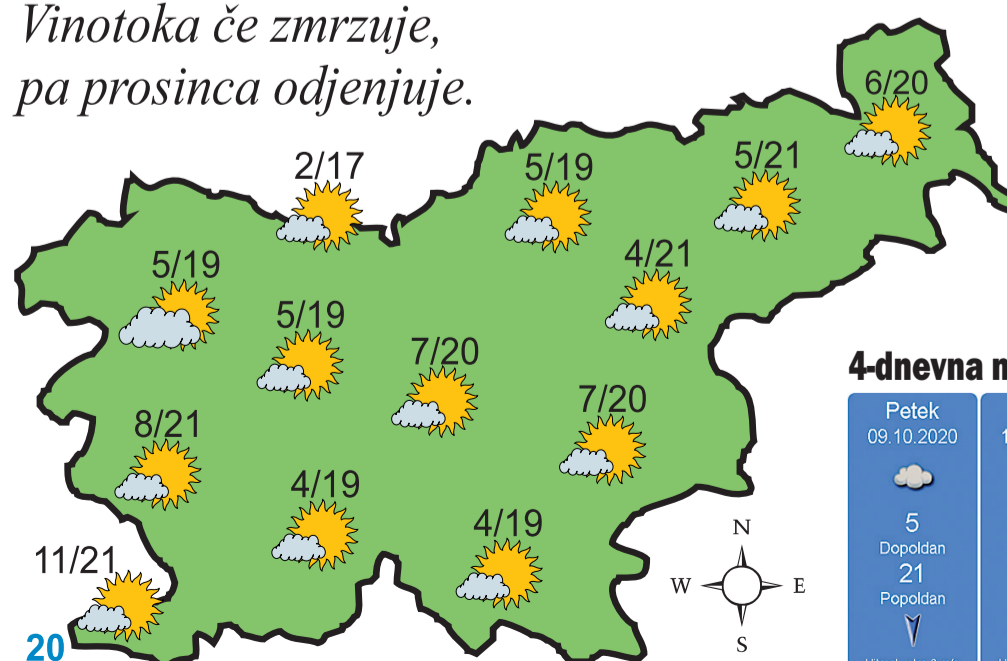 Vinotoka če zmrzuje,
pa prosinca odjenjuje.
6/20
2/17
5/19
5/21
5/19
4/21
5/19
7/20
7/20
8/21
4/19
4/19
11/21
N
W E
S
20
4-dnevna
Petek
09.10.2020
5
Dopoldan
21
Popoldan